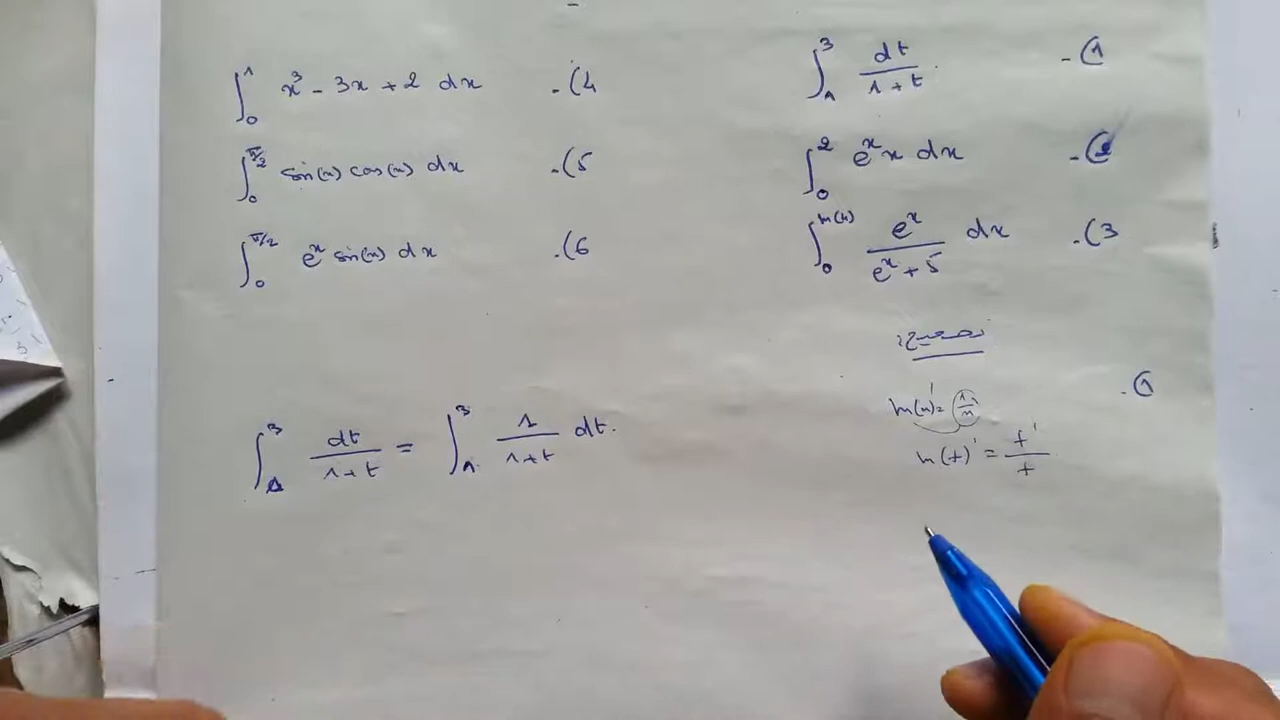 ∫₁³ dt/(1+t) -(1
∫₀² eˣ x dx -(2
∫₀^{ln(2)} eˣ/(eˣ+5) dx -(3
∫₀¹ x³ - 3x + 2 dx -(4
∫₀^{π/2} sin(x) cos(x) dx -(5
∫₀^{π/2} eˣ sin(x) dx -(6
تصحيح:
-(1
ln(x)' = 1/x
ln(f)' = f'/f
∫₁³ dt/(1+t) = ∫₁³ 1/(1+t) dt.